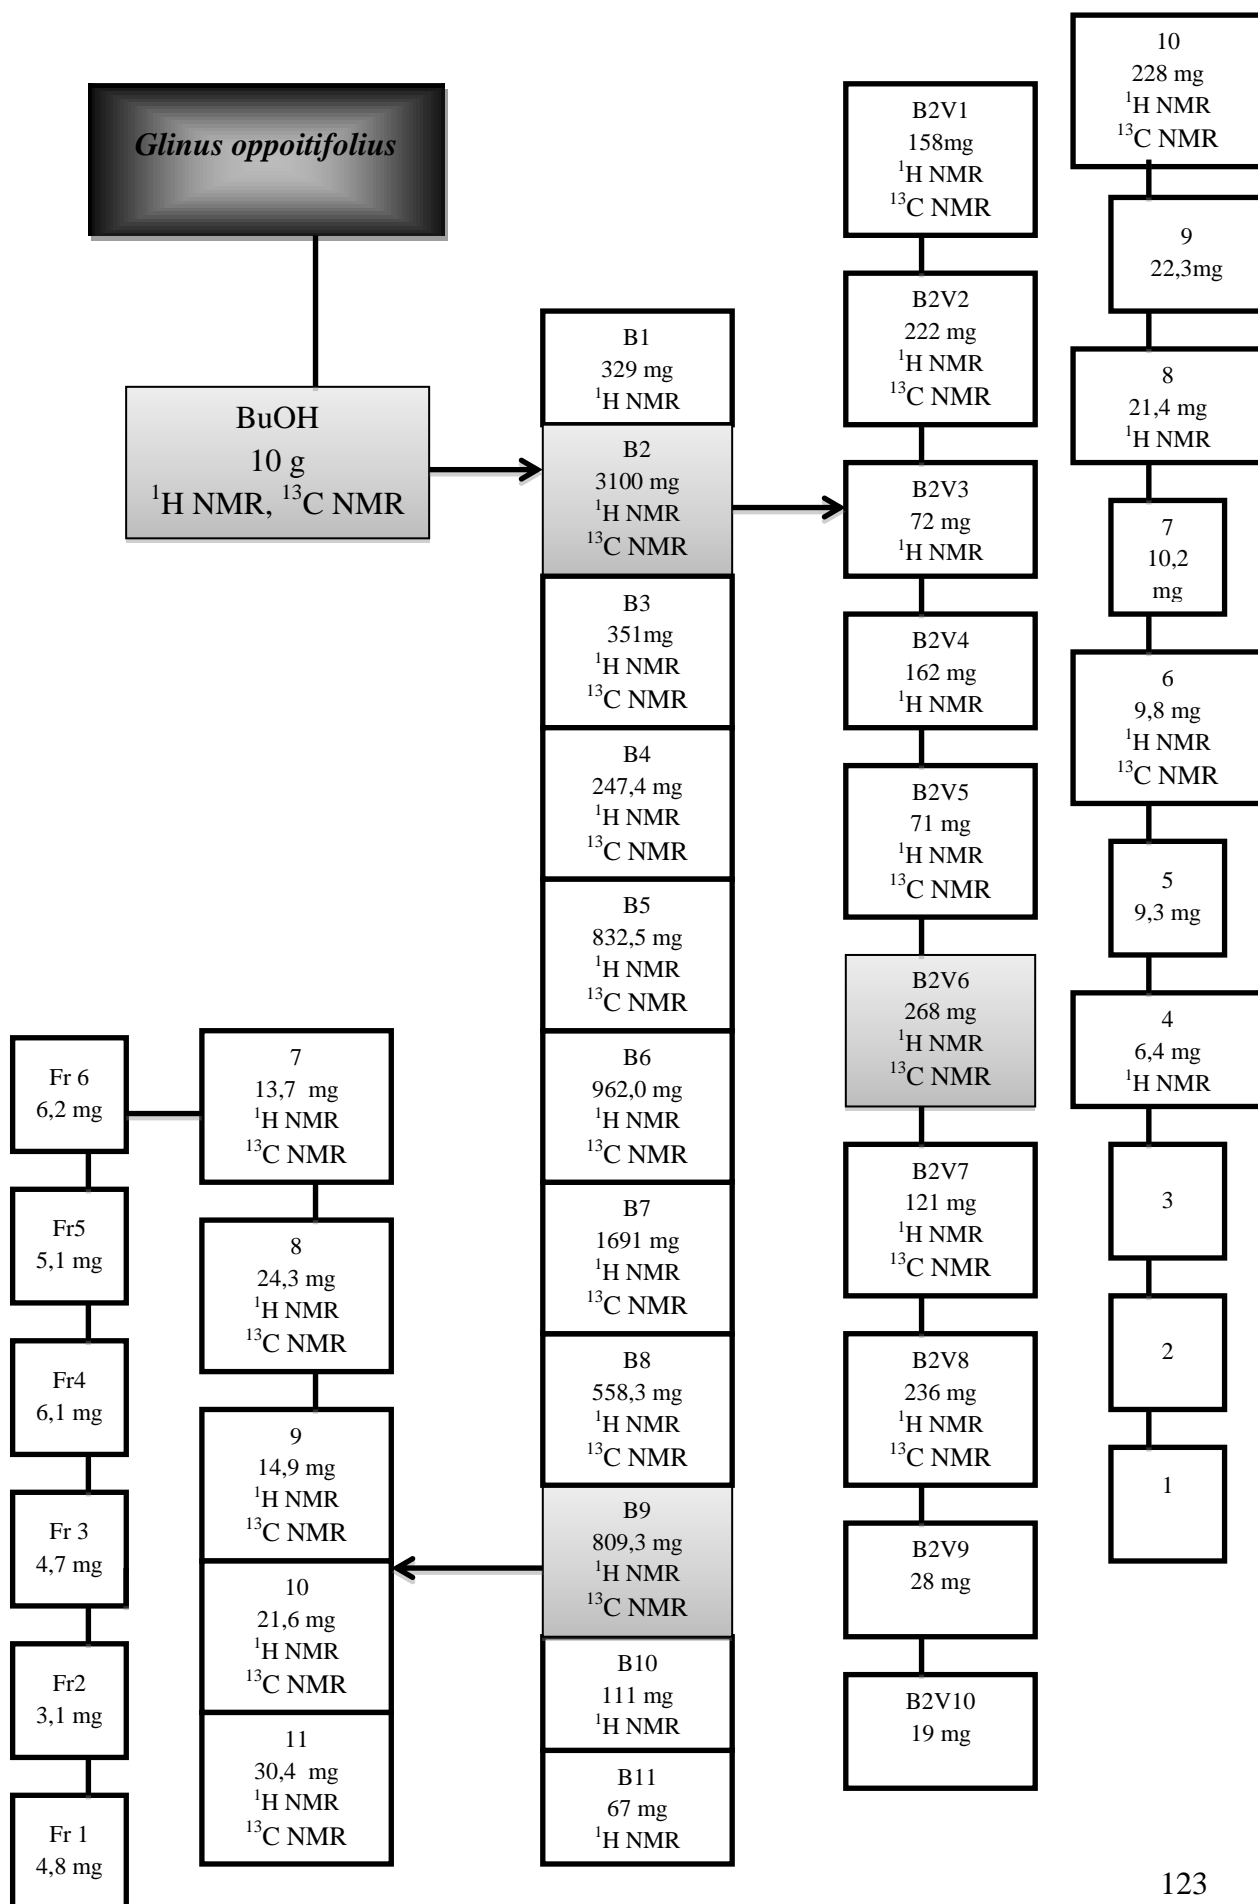 Glinus oppoitifolius
BuOH
10 g
¹H NMR, ¹³C NMR
B1
329 mg
¹H NMR
B2
3100 mg
¹H NMR
¹³C NMR
B3
351mg
¹H NMR
¹³C NMR
B4
247,4 mg
¹H NMR
¹³C NMR
B5
832,5 mg
¹H NMR
¹³C NMR
B6
962,0 mg
¹H NMR
¹³C NMR
B7
1691 mg
¹H NMR
¹³C NMR
B8
558,3 mg
¹H NMR
¹³C NMR
B9
809,3 mg
¹H NMR
¹³C NMR
B10
111 mg
¹H NMR
B11
67 mg
¹H NMR
B2V1
158mg
¹H NMR
¹³C NMR
B2V2
222 mg
¹H NMR
¹³C NMR
B2V3
72 mg
¹H NMR
B2V4
162 mg
¹H NMR
B2V5
71 mg
¹H NMR
¹³C NMR
B2V6
268 mg
¹H NMR
¹³C NMR
B2V7
121 mg
¹H NMR
¹³C NMR
B2V8
236 mg
¹H NMR
¹³C NMR
B2V9
28 mg
B2V10
19 mg
10
228 mg
¹H NMR
¹³C NMR
9
22,3mg
8
21,4 mg
¹H NMR
7
10,2
mg
6
9,8 mg
¹H NMR
¹³C NMR
5
9,3 mg
4
6,4 mg
¹H NMR
3
2
1
7
13,7 mg
¹H NMR
¹³C NMR
8
24,3 mg
¹H NMR
¹³C NMR
9
14,9 mg
¹H NMR
¹³C NMR
10
21,6 mg
¹H NMR
¹³C NMR
11
30,4 mg
¹H NMR
¹³C NMR
Fr 6
6,2 mg
Fr5
5,1 mg
Fr4
6,1 mg
Fr 3
4,7 mg
Fr2
3,1 mg
Fr 1
4,8 mg
123